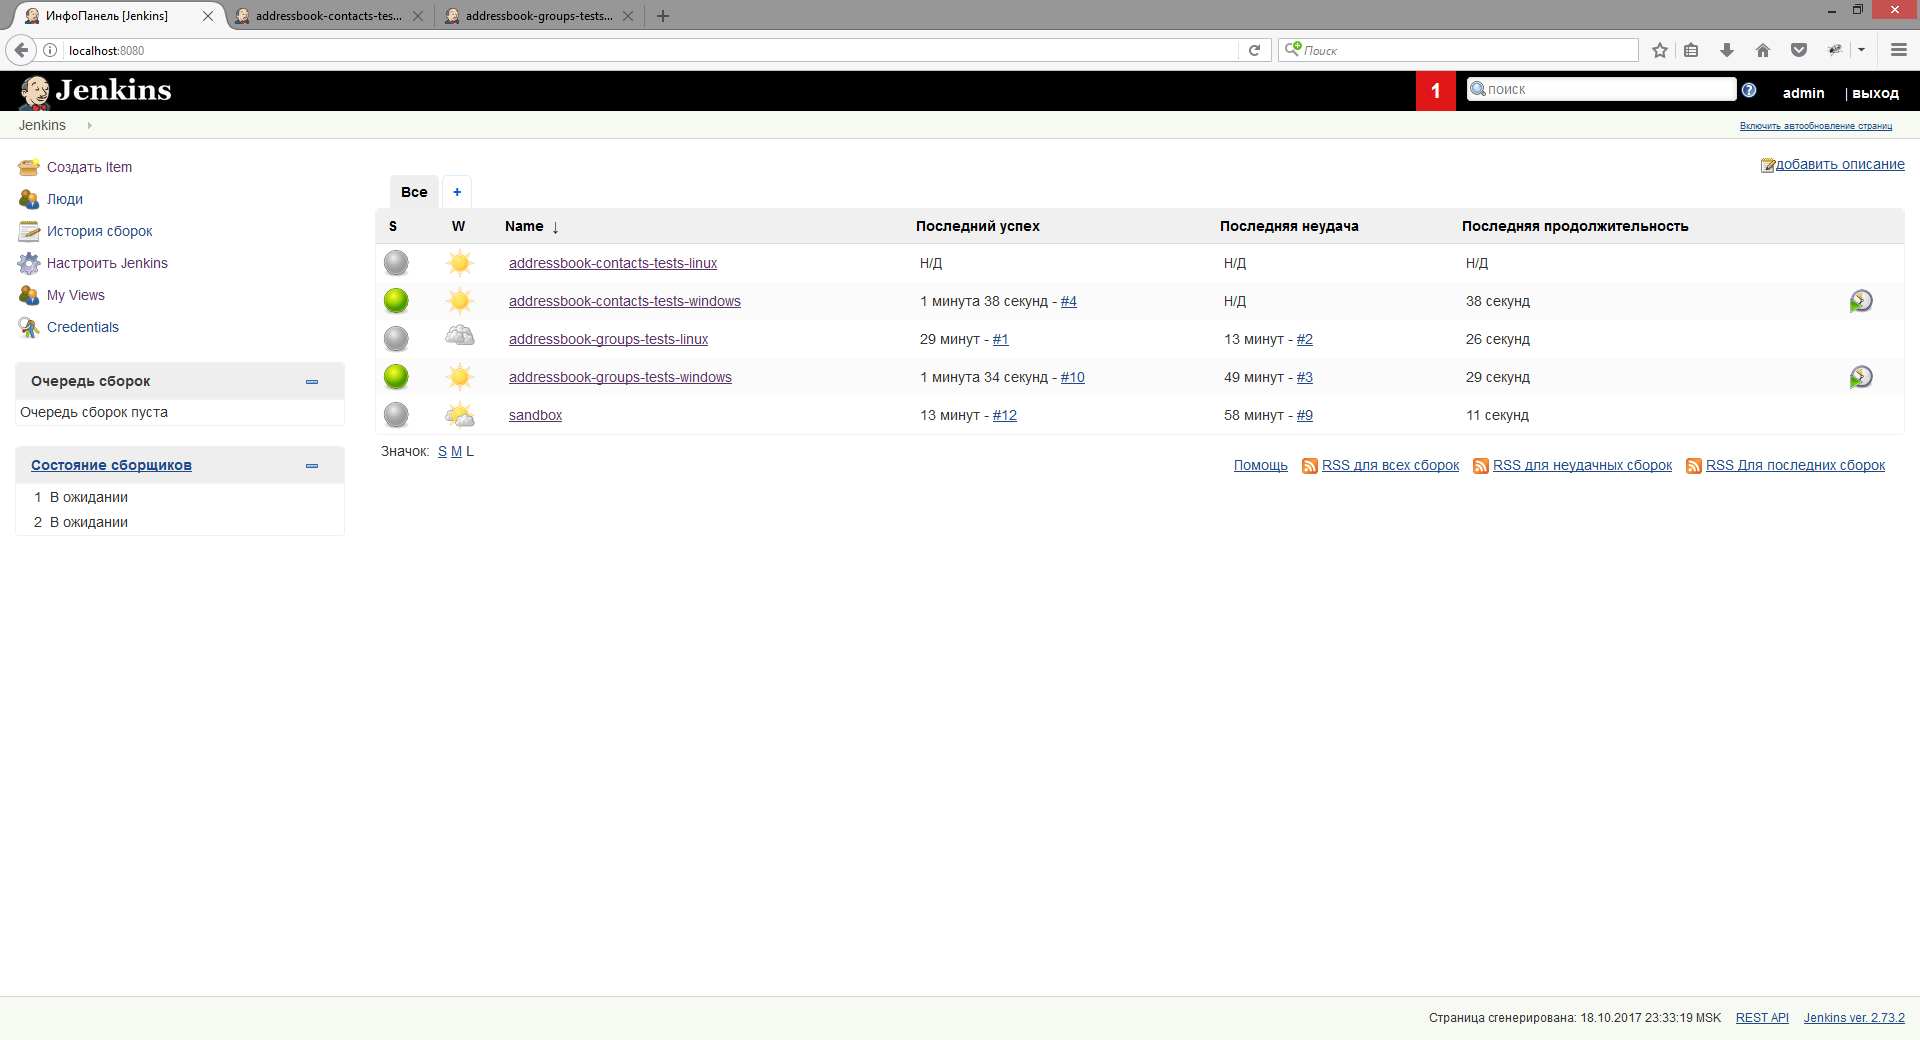 ИнфоПанель [Jenkins]
addressbook-contacts-tes...
addressbook-groups-tests...
localhost:8080
Поиск
Jenkins
1
поиск
admin
| выход
Jenkins
Включить автообновление страниц
Создать Item
Люди
История сборок
Настроить Jenkins
My Views
Credentials
Очередь сборок
Очередь сборок пуста
Состояние сборщиков
1 В ожидании
2 В ожидании
добавить описание
Все +
S W Name ↓ Последний успех Последняя неудача Последняя продолжительность
addressbook-contacts-tests-linux Н/Д Н/Д Н/Д
addressbook-contacts-tests-windows 1 минута 38 секунд - #4 Н/Д 38 секунд
addressbook-groups-tests-linux 29 минут - #1 13 минут - #2 26 секунд
addressbook-groups-tests-windows 1 минута 34 секунд - #10 49 минут - #3 29 секунд
sandbox 13 минут - #12 58 минут - #9 11 секунд
Значок: S M L
Помощь RSS для всех сборок RSS для неудачных сборок RSS Для последних сборок
Страница сгенерирована: 18.10.2017 23:33:19 MSK REST API Jenkins ver. 2.73.2